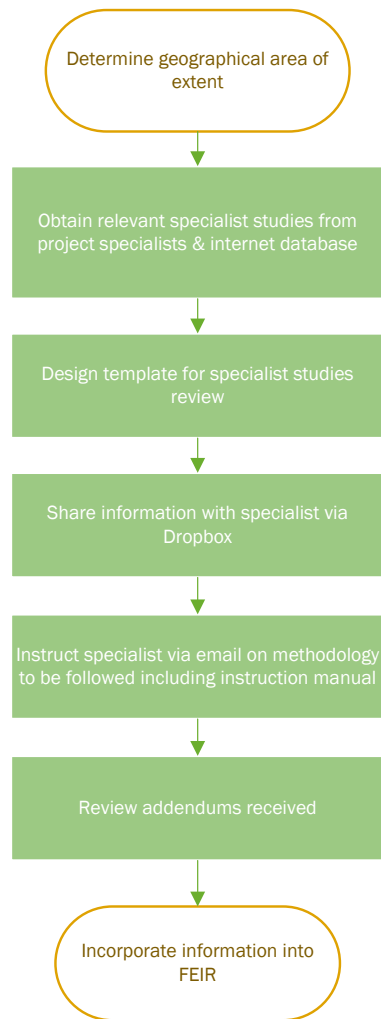 Determine geographical area of
extent
Obtain relevant specialist studies from
project specialists & internet database
Design template for specialist studies
review
Share information with specialist via
Dropbox
Instruct specialist via email on methodology
to be followed including instruction manual
Review addendums received
Incorporate information into
FEIR